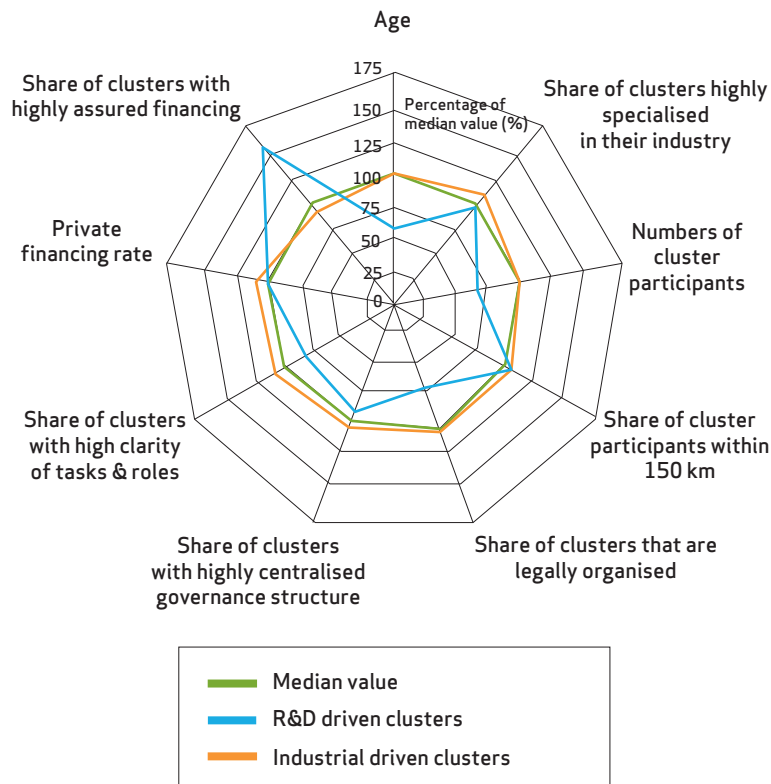 Age
175
150
125
100
75
50
25
0
Percentage of
median value (%)
Share of clusters with
highly assured financing
Share of clusters highly
specialised
in their industry
Private
financing rate
Numbers of
cluster
participants
Share of clusters
with high clarity
of tasks & roles
Share of cluster
participants within
150 km
Share of clusters
with highly centralised
governance structure
Share of clusters that are
legally organised
Median value
R&D driven clusters
Industrial driven clusters